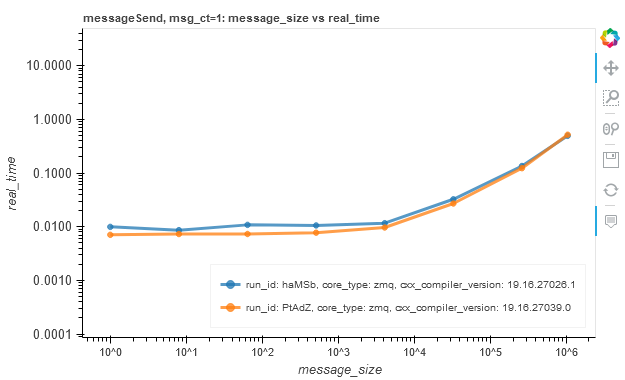 messageSend, msg_ct=1: message_size vs real_time
10.0000
1.0000
0.1000
0.0100
0.0010
0.0001
real_time
run_id: haMSb, core_type: zmq, cxx_compiler_version: 19.16.27026.1
run_id: PtAdZ, core_type: zmq, cxx_compiler_version: 19.16.27039.0
10^0 10^1 10^2 10^3 10^4 10^5 10^6
message_size